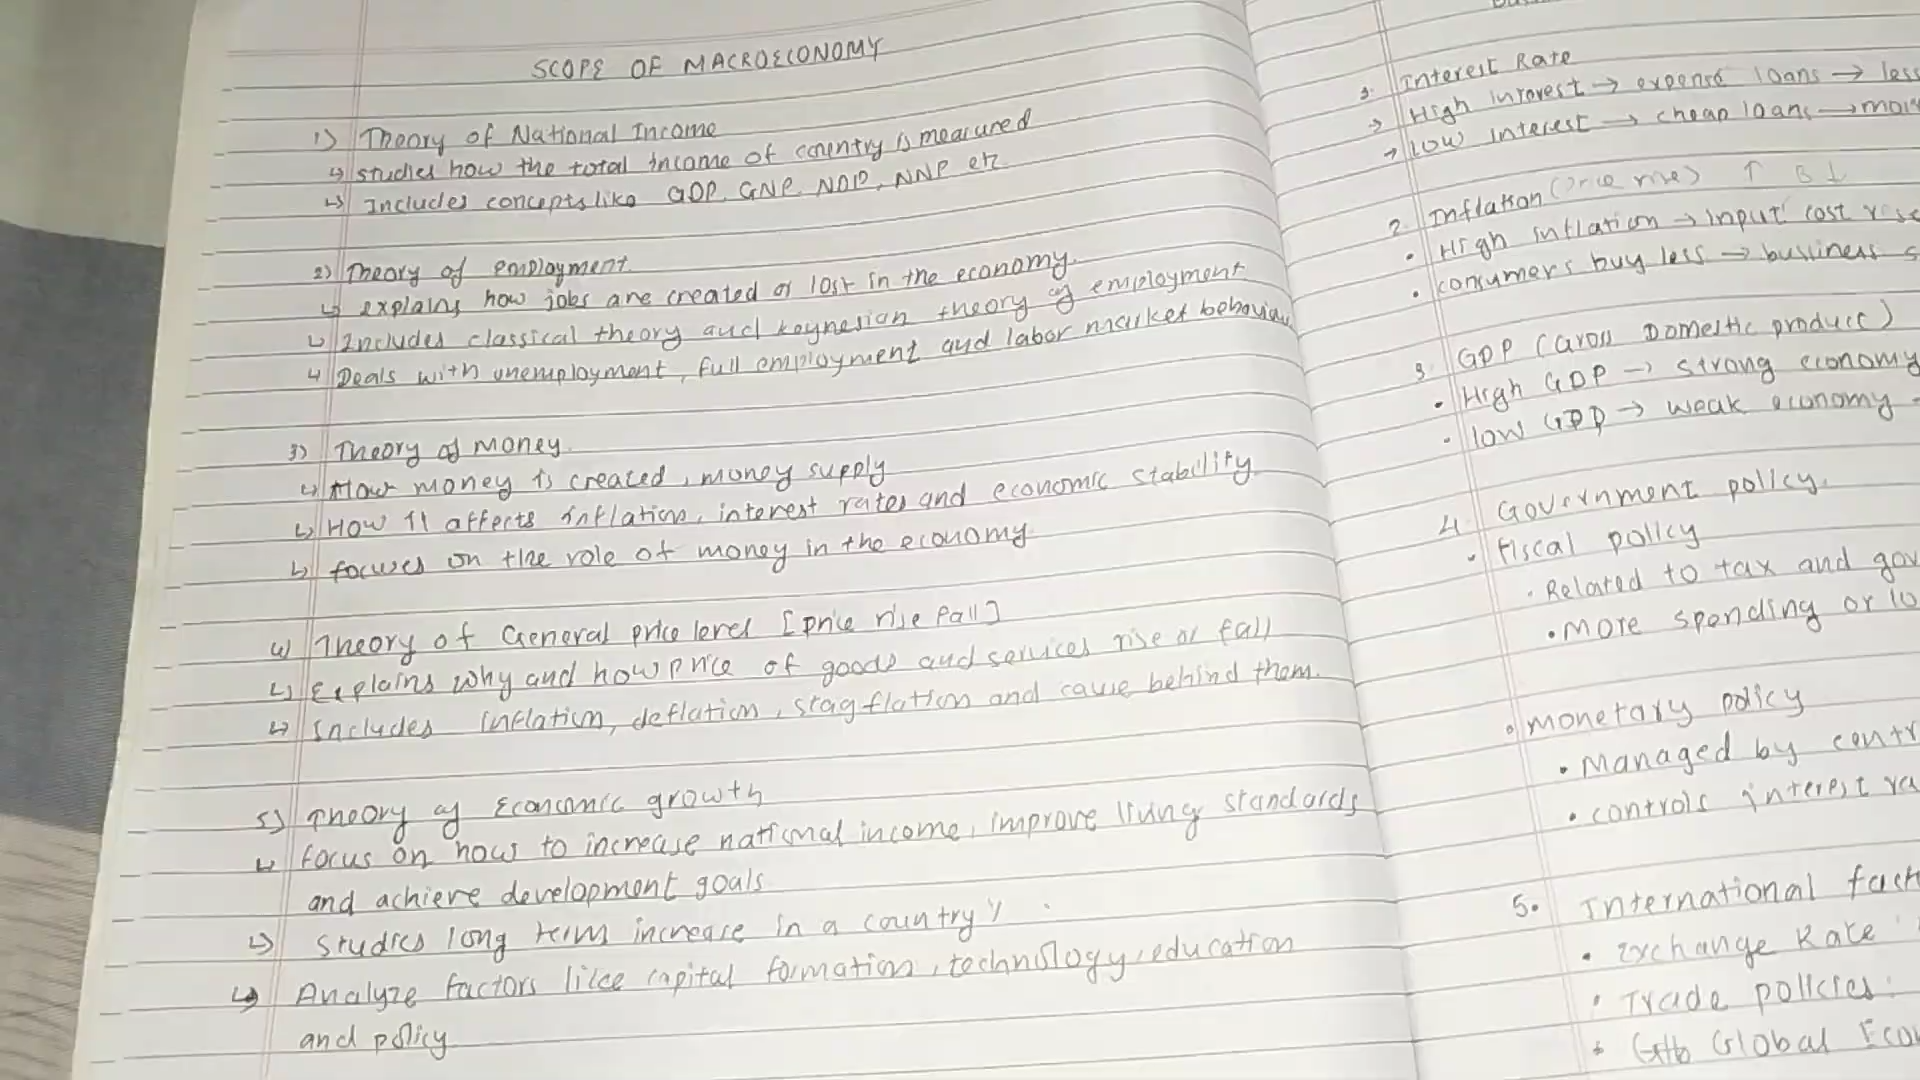 SCOPE OF MACROECONOMY
1) Theory of National Income
↳ studies how the total income of country is measured
↳ Includes concepts like GDP, GNP, NDP, NNP etc
2) Theory of employment.
↳ explains how jobs are created or lost in the economy.
↳ Includes classical theory and keynesian theory of employment
↳ Deals with unemployment, full employment and labor market behaviou
3) Theory of Money.
↳ How money is created, money supply
↳ How it affects inflation, interest rates and economic stability
↳ focuses on the role of money in the economy
4) Theory of General price level [price rise fall]
↳ Explains why and how price of goods and services rise or fall
↳ Includes inflation, deflation, stagflation and cause behind them.
5) Theory of Economic growth
↳ focus on how to increase national income, improve living standards
and achieve development goals
↳ studies long term increase in a country's
↳ Analyze factors like capital formation, technology, education
and policy
Interest Rate
→ High → expense loans → less
→ low interest → cheap loans →
2. Inflation (Price rise) ↑ B ↓
• High inflation → input cost rise
• consumers buy less → bussiness s
3. GDP (Gross Domestic product)
• High GDP → strong economy
• low GDP → weak economy
4. Government policy.
• fiscal policy
• Related to tax and gov
• More spending or lo
• monetary policy
• Managed by centr
• controls interest ra
5. International fact
• Exchange Rate
• Trade policies
• Global Eco